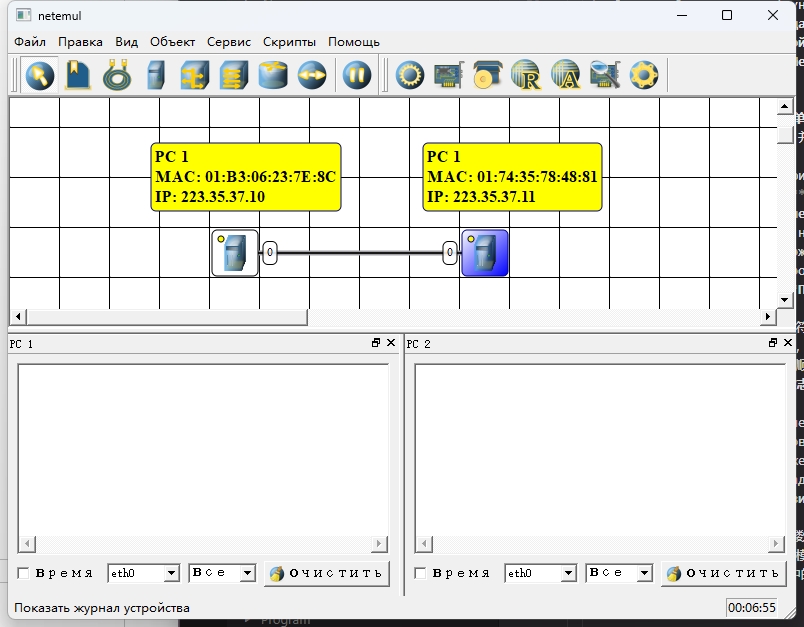 netemul
Файл Правка Вид Объект Сервис Скрипты Помощь
PC 1
MAC: 01:B3:06:23:7E:8C
IP: 223.35.37.10
PC 1
MAC: 01:74:35:78:48:81
IP: 223.35.37.11
0 0
PC 1
PC 2
Время eth0 Все Очистить
Время eth0 Все Очистить
Показать журнал устройства 00:06:55
Program